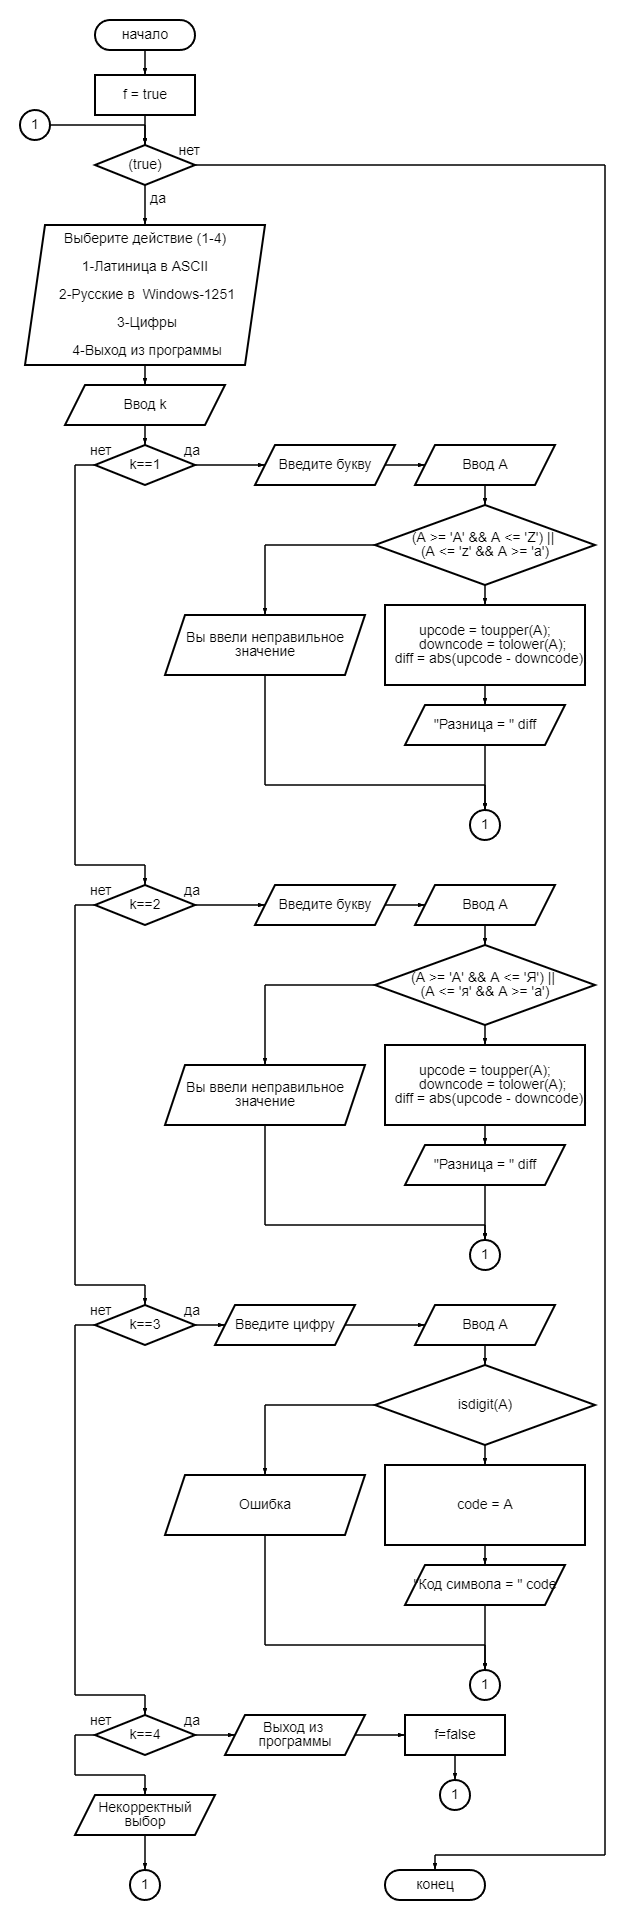 начало
f = true
1
(true)
нет
да
Выберите действие (1-4)
1-Латиница в ASCII
2-Русские в  Windows-1251
3-Цифры
4-Выход из программы
Ввод k
нет
k==1
да
Введите букву
Ввод A
(A >= 'A' && A <= 'Z') ||
(A <= 'z' && A >= 'a')
Вы ввели неправильное
значение
upcode = toupper(A);
downcode = tolower(A);
diff = abs(upcode - downcode)
"Разница = " diff
1
нет
k==2
да
Введите букву
Ввод A
(A >= 'А' && A <= 'Я') ||
(A <= 'я' && A >= 'а')
Вы ввели неправильное
значение
upcode = toupper(A);
downcode = tolower(A);
diff = abs(upcode - downcode)
"Разница = " diff
1
нет
k==3
да
Введите цифру
Ввод A
isdigit(A)
Ошибка
code = A
"Код символа = " code
1
нет
k==4
да
Выход из
программы
f=false
1
Некорректный
выбор
1
конец